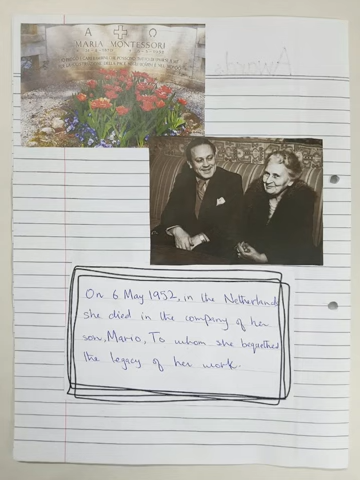 A Ω
MARIA MONTESSORI
Awards
On 6 May 1952, in the Netherlands
she died in the company of her
son, Mario, To whom she bequethed
the legacy of her work.